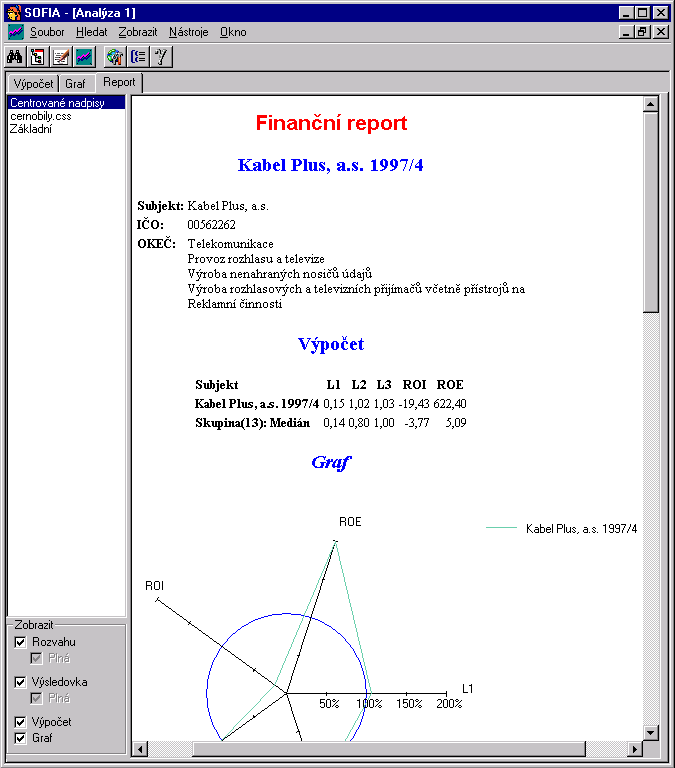 SOFIA - [Analýza 1]
Soubor Hledat Zobrazit Nástroje Okno
Výpočet Graf Report
Centrované nadpisy
cernobily.css
Základní
Finanční report
Kabel Plus, a.s. 1997/4
Subjekt: Kabel Plus, a.s.
IČO: 00562262
OKEČ: Telekomunikace
Provoz rozhlasu a televize
Výroba nenahraných nosičů údajů
Výroba rozhlasových a televizních přijímačů včetně přístrojů na
Reklamní činnosti
Výpočet
Subjekt L1 L2 L3 ROI ROE
Kabel Plus, a.s. 1997/4 0,15 1,02 1,03 -19,43 622,40
Skupina(13): Medián 0,14 0,80 1,00 -3,77 5,09
Graf
ROE
Kabel Plus, a.s. 1997/4
ROI
L1
50% 100% 150% 200%
Zobrazit
Rozvahu
Plná
Výsledovka
Plná
Výpočet
Graf